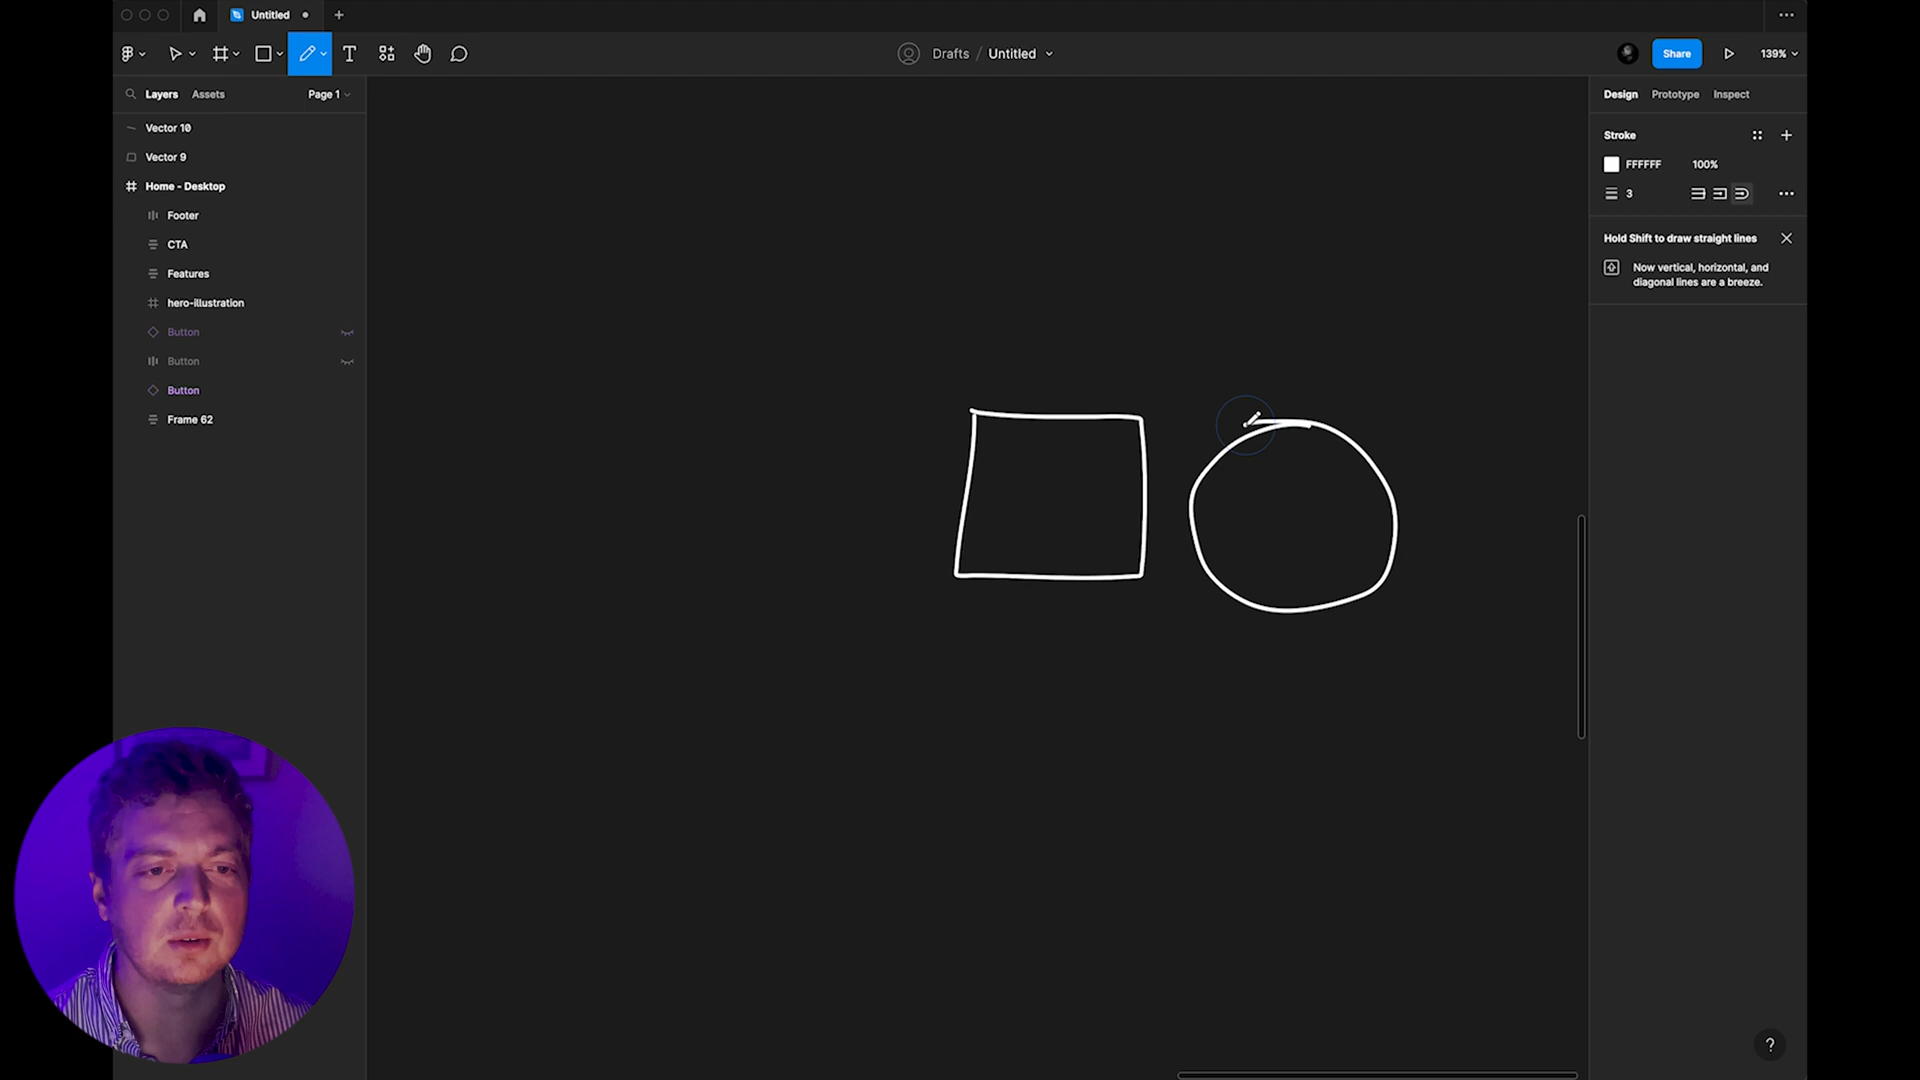 Untitled
Drafts / Untitled
Share
139%
Layers Assets Page 1
Vector 10
Vector 9
Home - Desktop
Footer
CTA
Features
hero-illustration
Button
Button
Button
Frame 62
Design Prototype Inspect
Stroke
FFFFFF 100%
3
Hold Shift to draw straight lines
Now vertical, horizontal, and
diagonal lines are a breeze.
?